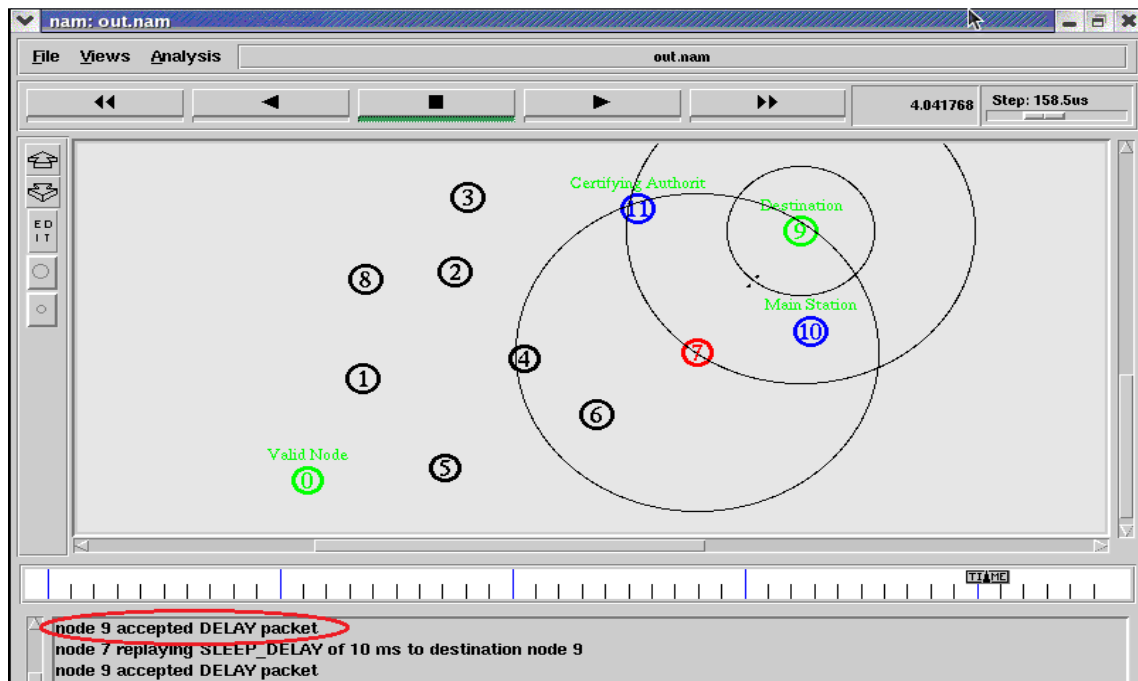 nam: out.nam
File Views Analysis out.nam
4.041768 Step: 158.5us
3
Certifying Authorit
11
Destination
9
ED
IT
8
2
Main Station
10
4
7
1
6
Valid Node
0
5
TIME
node 9 accepted DELAY packet
node 7 replaying SLEEP_DELAY of 10 ms to destination node 9
node 9 accepted DELAY packet